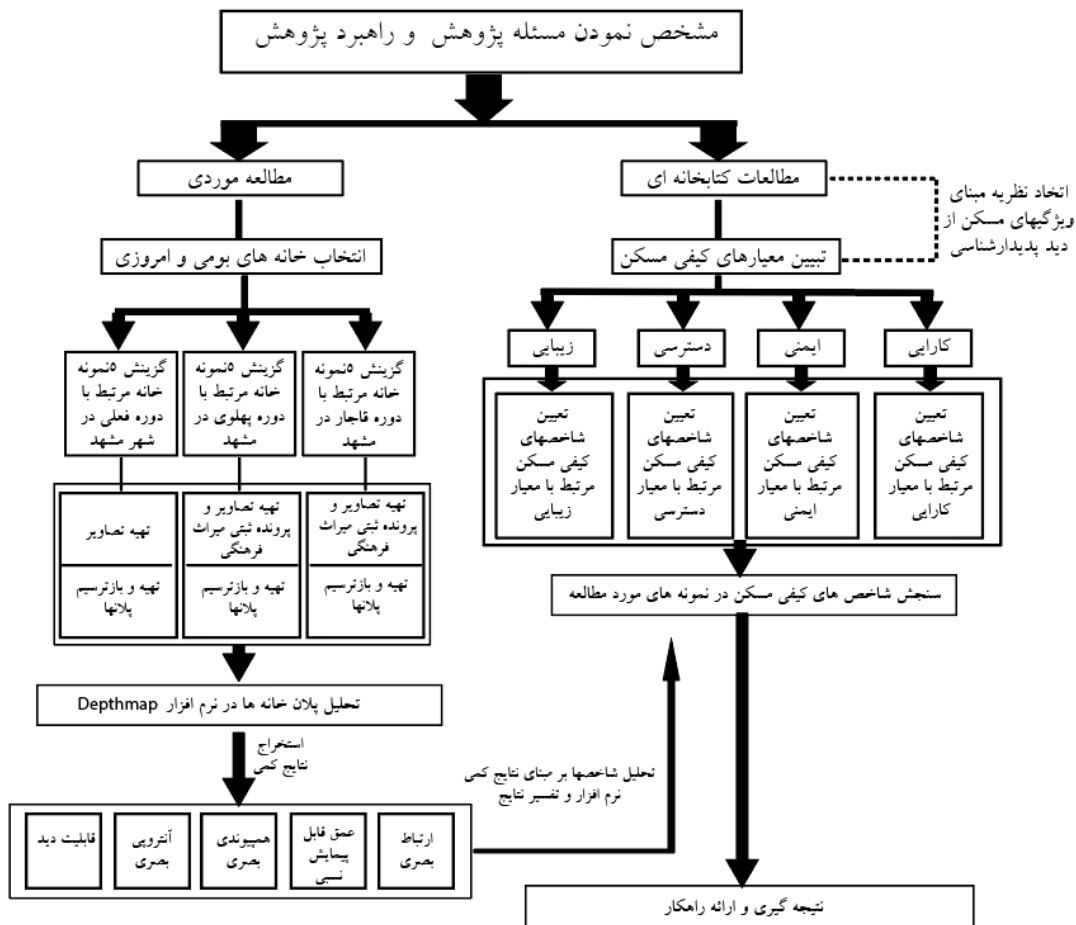 مشخص نمودن مسئله پژوهش و راهبرد پژوهش
مطالعات کتابخانه ای
مطالعه موردی
اتخاد نظریه مبنای
ویژگیهای مسکن از
دید پدیدارشناسی
تبیین معیارهای کیفی مسکن
انتخاب خانه های بومی و امروزی
کارایی
ایمنی
دسترسی
زیبایی
گزینش ۵نمونه
خانه مرتبط با
دوره قاجار در
مشهد
گزینش ۵نمونه
خانه مرتبط با
دوره پهلوی در
مشهد
گزینش ۵نمونه
خانه مرتبط با
دوره فعلی در
شهر مشهد
تعیین
شاخصهای
کیفی مسکن
مرتبط با معیار
کارایی
تعیین
شاخصهای
کیفی مسکن
مرتبط با معیار
ایمنی
تعیین
شاخصهای
کیفی مسکن
مرتبط با معیار
دسترسی
تعیین
شاخصهای
کیفی مسکن
مرتبط با معیار
زیبایی
تهیه تصاویر و
پرونده ثبتی میراث
فرهنگی
تهیه تصاویر و
پرونده ثبتی میراث
فرهنگی
تهیه تصاویر
تهیه و بازترسیم
پلانها
تهیه و بازترسیم
پلانها
تهیه و بازترسیم
پلانها
سنجش شاخص های کیفی مسکن در نمونه های مورد مطالعه
تحلیل پلان خانه ها در نرم افزار Depthmap
استخراج
نتایج کمی
تحلیل شاخصها بر مبنای نتایج کمی
نرم افزار و تفسیر نتایج
ارتباط
بصری
عمق قابل
پیمایش
نسبی
همپیوندی
بصری
آنتروپی
بصری
قابلیت دید
نتیجه گیری و ارائه راهکار